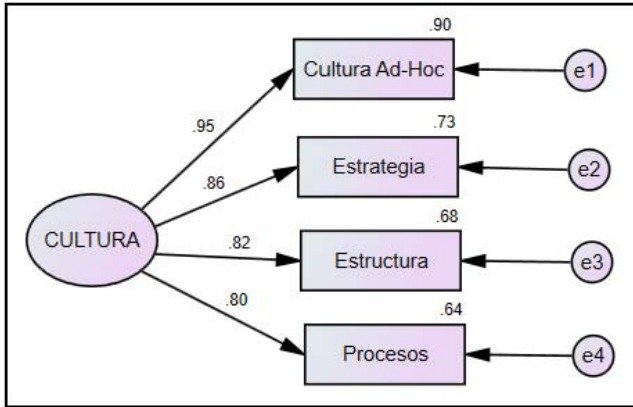 .90
Cultura Ad-Hoc
e1
.95
.73
Estrategia
e2
.86
CULTURA
.68
.82
Estructura
e3
.80
.64
Procesos
e4